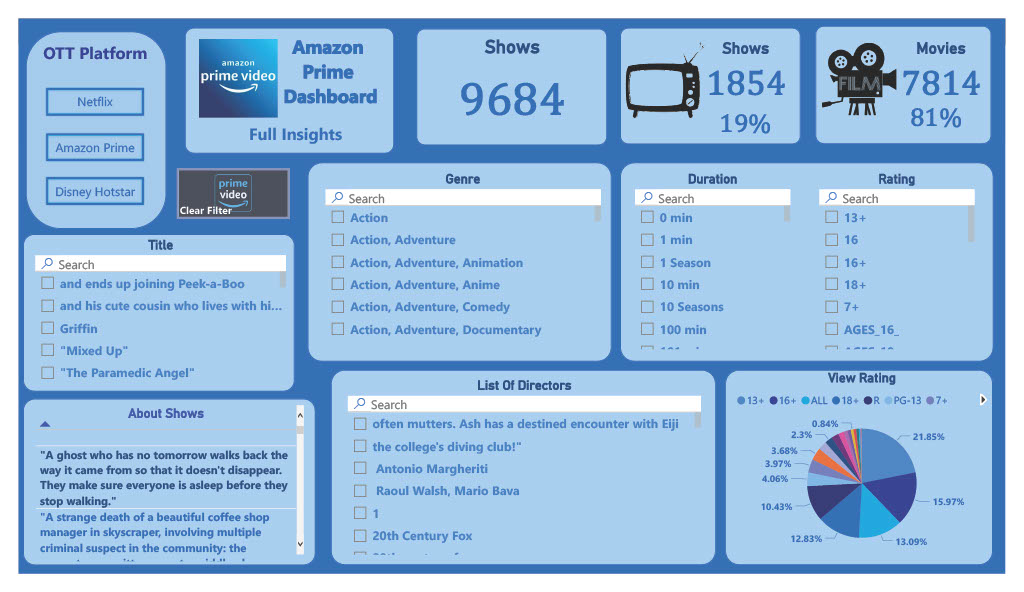 OTT Platform
Netflix
Amazon Prime
Disney Hotstar
amazon
prime video
Amazon
Prime
Dashboard
Full Insights
Shows
9684
Shows
1854
19%
FILM
Movies
7814
81%
prime
video
Clear Filter
Title
Search
and ends up joining Peek-a-Boo
and his cute cousin who lives with hi...
Griffin
"Mixed Up"
"The Paramedic Angel"
Genre
Search
Action
Action, Adventure
Action, Adventure, Animation
Action, Adventure, Anime
Action, Adventure, Comedy
Action, Adventure, Documentary
Duration
Search
0 min
1 min
1 Season
10 min
10 Seasons
100 min
Rating
Search
13+
16
16+
18+
7+
AGES_16_
About Shows
"A ghost who has no tomorrow walks back the
way it came from so that it doesn't disappear.
They make sure everyone is asleep before they
stop walking."
"A strange death of a beautiful coffee shop
manager in skyscraper, involving multiple
criminal suspect in the community: the
List Of Directors
Search
often mutters. Ash has a destined encounter with Eiji
the college's diving club!"
Antonio Margheriti
Raoul Walsh, Mario Bava
1
20th Century Fox
View Rating
13+ 16+ ALL 18+ R PG-13 7+
0.84%
2.3%
3.68%
3.97%
4.06%
10.43%
12.83%
13.09%
15.97%
21.85%